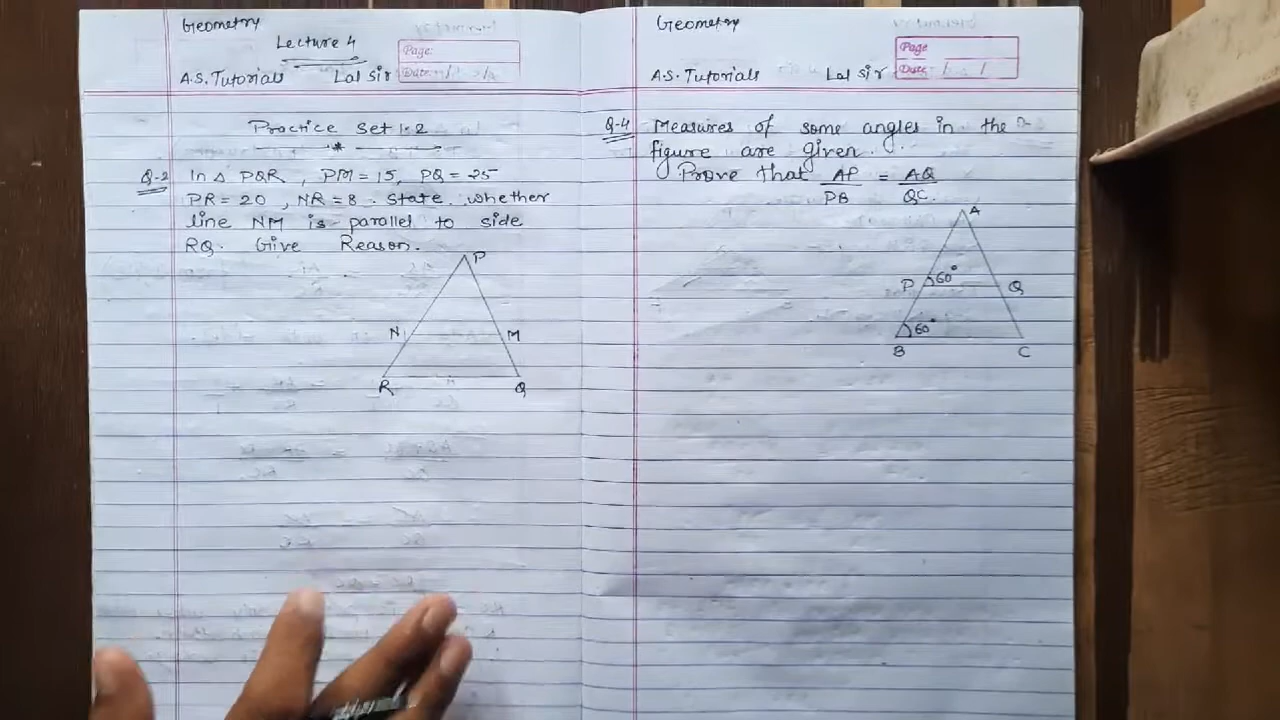 Geometry
Lecture 4
Page:
Date:
A.S. Tutorials Lal Sir
Practice Set 1.2
Q-2 In △ PQR, PM = 15, PQ = 25
PR = 20, NR = 8. State whether
line NM is parallel to side
RQ. Give Reason.
P
N M
R Q
Geometry
Page
Date
A.S. Tutorials Lal Sir
Q-4 Measures of some angles in the
figure are given.
Prove that AP/PB = AQ/QC.
A
P 60° Q
60°
B C